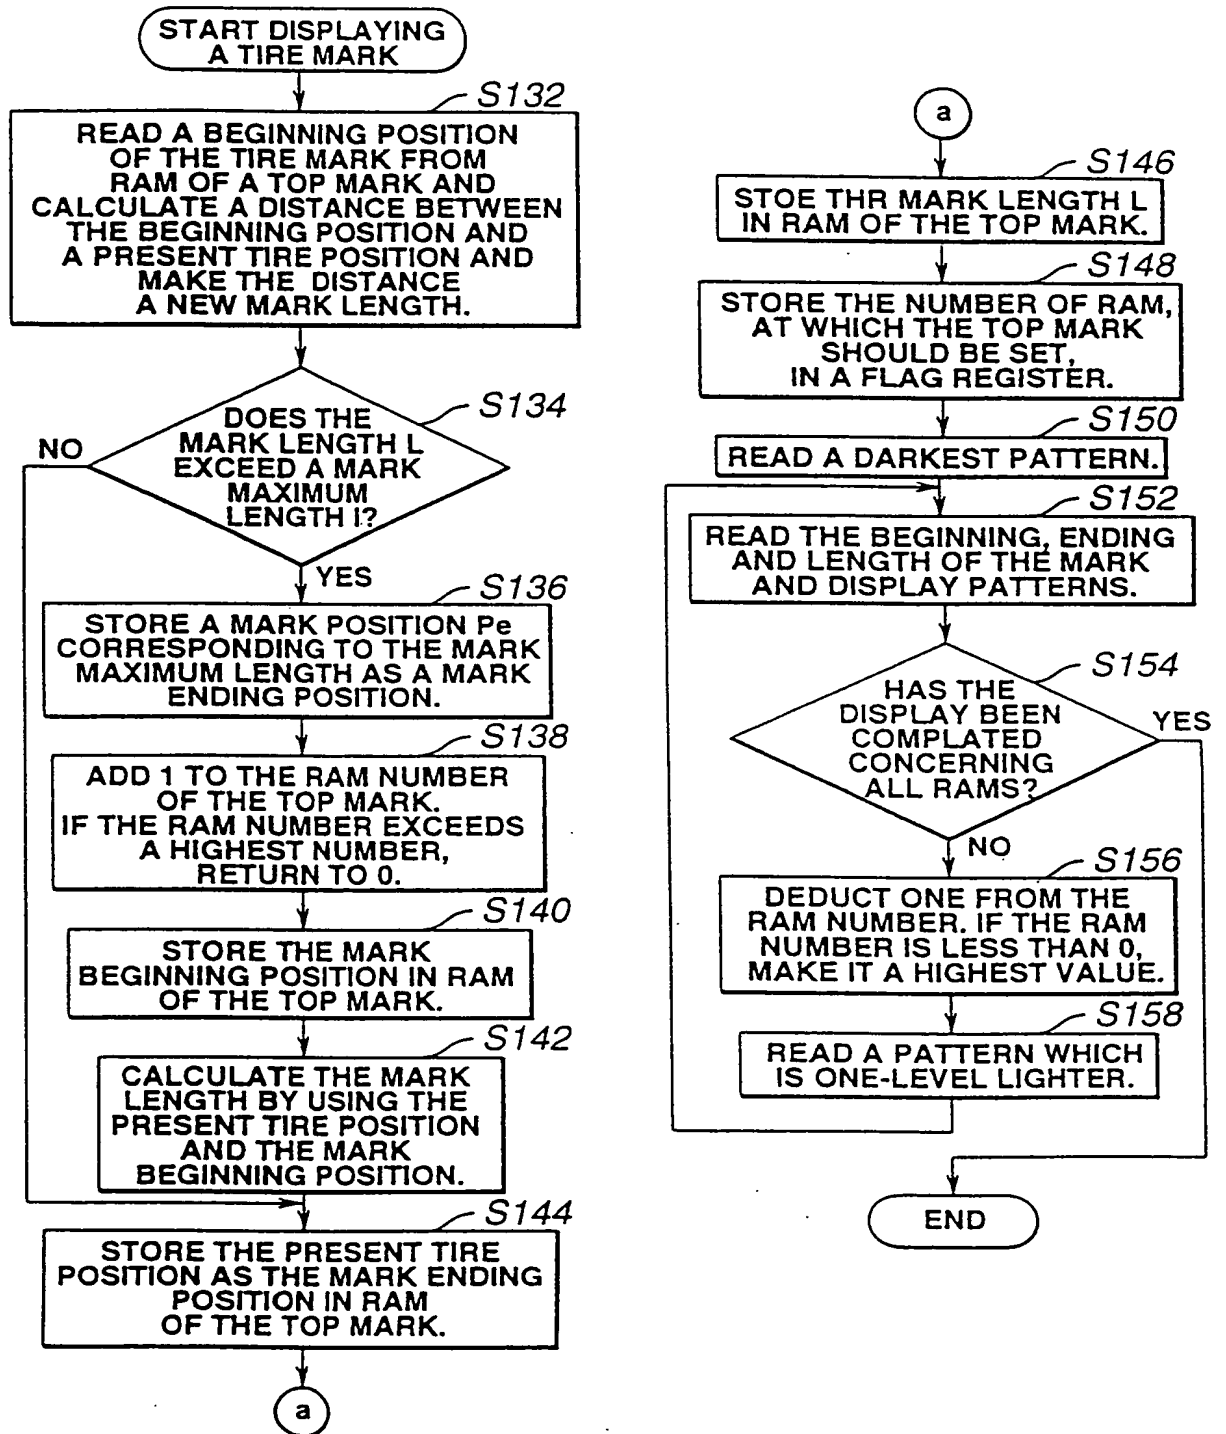 START DISPLAYING
A TIRE MARK
S132
READ A BEGINNING POSITION
OF THE TIRE MARK FROM
RAM OF A TOP MARK AND
CALCULATE A DISTANCE BETWEEN
THE BEGINNING POSITION AND
A PRESENT TIRE POSITION AND
MAKE THE DISTANCE
A NEW MARK LENGTH.
S134
DOES THE
MARK LENGTH L
EXCEED A MARK
MAXIMUM
LENGTH l?
NO
YES
S136
STORE A MARK POSITION Pe
CORRESPONDING TO THE MARK
MAXIMUM LENGTH AS A MARK
ENDING POSITION.
S138
ADD 1 TO THE RAM NUMBER
OF THE TOP MARK.
IF THE RAM NUMBER EXCEEDS
A HIGHEST NUMBER,
RETURN TO 0.
S140
STORE THE MARK
BEGINNING POSITION IN RAM
OF THE TOP MARK.
S142
CALCULATE THE MARK
LENGTH BY USING THE
PRESENT TIRE POSITION
AND THE MARK
BEGINNING POSITION.
S144
STORE THE PRESENT TIRE
POSITION AS THE MARK ENDING
POSITION IN RAM
OF THE TOP MARK.
a
a
S146
STOE THR MARK LENGTH L
IN RAM OF THE TOP MARK.
S148
STORE THE NUMBER OF RAM,
AT WHICH THE TOP MARK
SHOULD BE SET,
IN A FLAG REGISTER.
S150
READ A DARKEST PATTERN.
S152
READ THE BEGINNING, ENDING
AND LENGTH OF THE MARK
AND DISPLAY PATTERNS.
S154
HAS THE
DISPLAY BEEN
COMPLATED
CONCERNING
ALL RAMS?
YES
NO
S156
DEDUCT ONE FROM THE
RAM NUMBER. IF THE RAM
NUMBER IS LESS THAN 0,
MAKE IT A HIGHEST VALUE.
S158
READ A PATTERN WHICH
IS ONE-LEVEL LIGHTER.
END